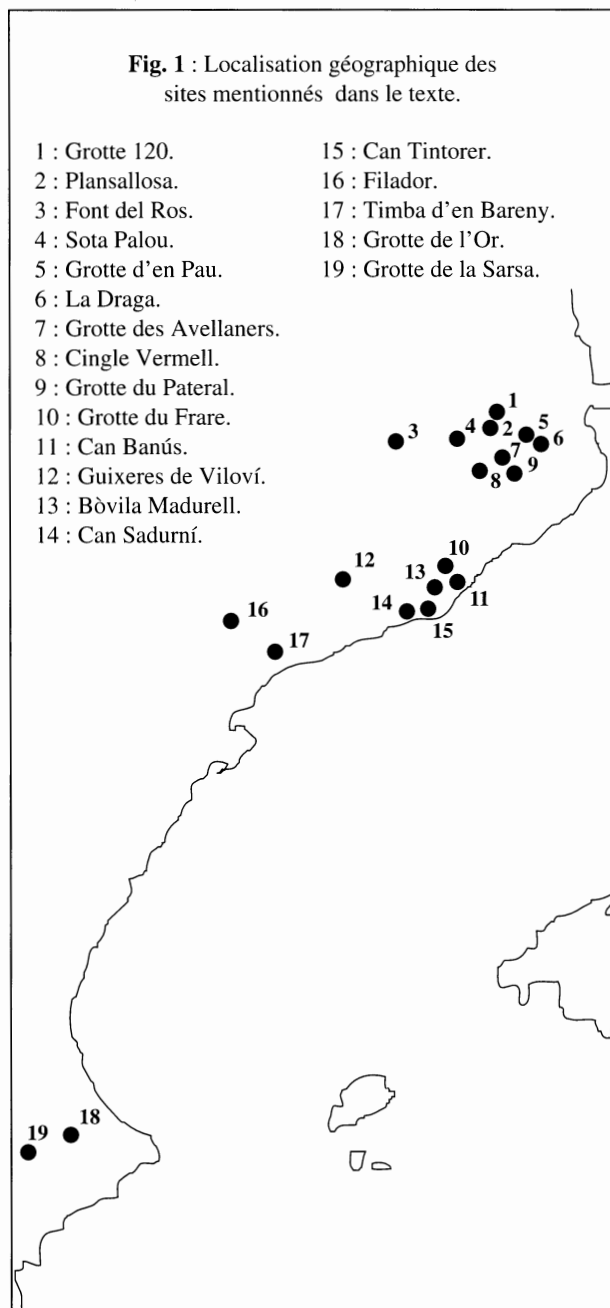 Fig. 1 : Localisation géographique des
sites mentionnés dans le texte.
1 : Grotte 120.
2 : Plansallosa.
3 : Font del Ros.
4 : Sota Palou.
5 : Grotte d'en Pau.
6 : La Draga.
7 : Grotte des Avellaners.
8 : Cingle Vermell.
9 : Grotte du Pateral.
10 : Grotte du Frare.
11 : Can Banús.
12 : Guixeres de Viloví.
13 : Bòvila Madurell.
14 : Can Sadurní.
15 : Can Tintorer.
16 : Filador.
17 : Timba d'en Bareny.
18 : Grotte de l'Or.
19 : Grotte de la Sarsa.
1
2
3
4
5
6
7
8
9
10
11
12
13
14
15
16
17
18
19